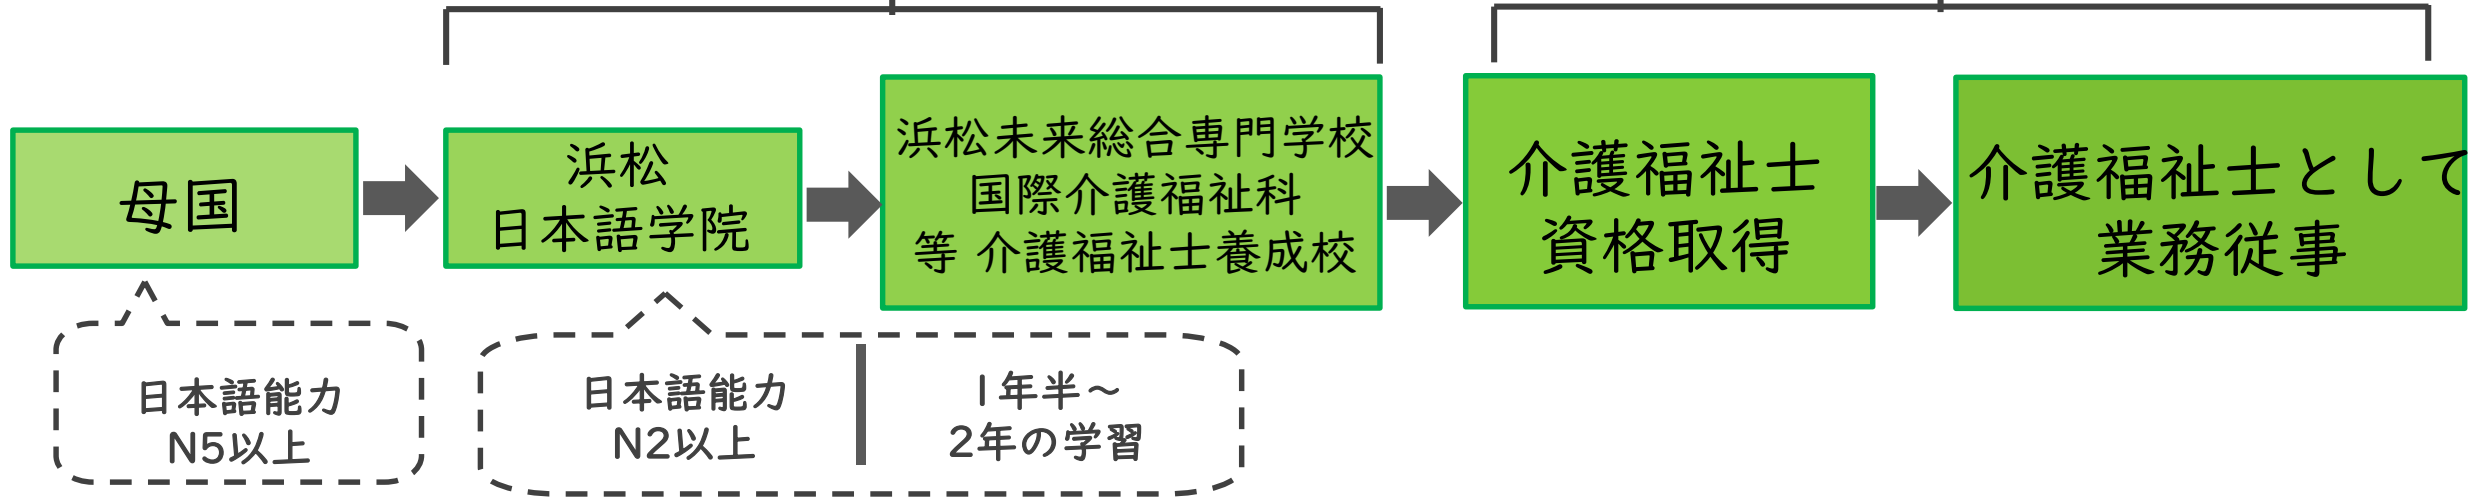 母国
浜松
日本語学院
浜松未来総合専門学校
国際介護福祉科
等 介護福祉士養成校
介護福祉士
資格取得
介護福祉士として
業務従事
日本語能力
N5以上
日本語能力
N2以上
1年半～
2年の学習